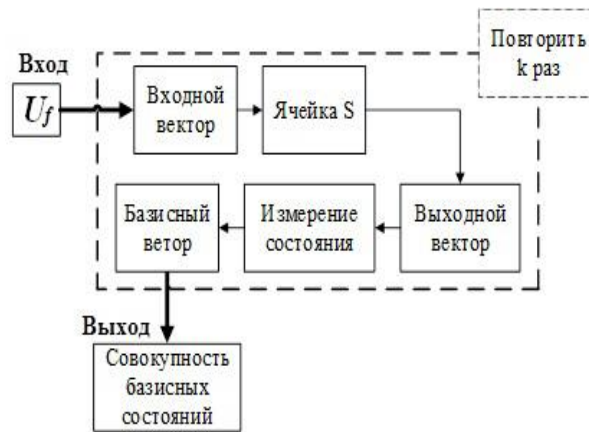 Повторить
k раз
Вход
U_f
Входной
вектор
Ячейка S
Базисный
ветор
Измерение
состояния
Выходной
вектор
Выход
Совокупность
базисных
состояний